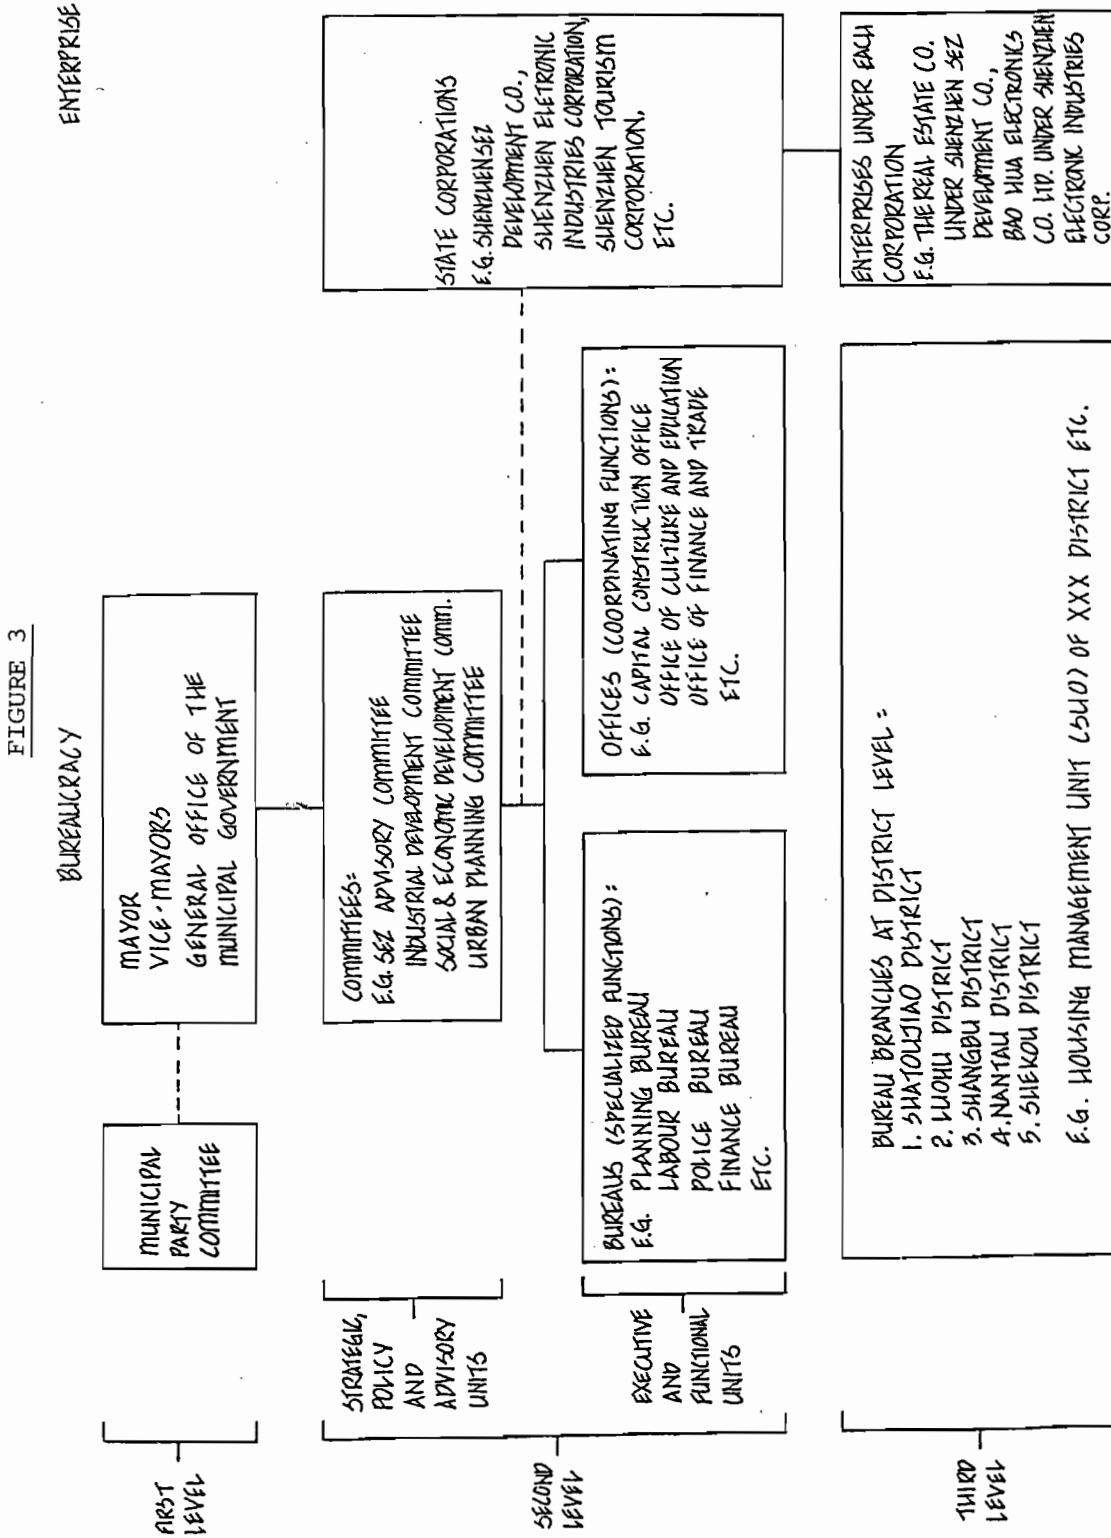 FIGURE 3
BUREAUCRACY
ENTERPRISE
FIRST
LEVEL
MUNICIPAL
PARTY
COMMITTEE
MAYOR
VICE-MAYORS
GENERAL OFFICE OF THE
MUNICIPAL GOVERNMENT
SECOND
LEVEL
STRATEGIC,
POLICY
AND
ADVISORY
UNITS
COMMITTEES:
E.G. SEZ ADVISORY COMMITTEE
INDUSTRIAL DEVELOPMENT COMMITTEE
SOCIAL & ECONOMIC DEVELOPMENT COMM.
URBAN PLANNING COMMITTEE
STATE CORPORATIONS
E.G. SHENZHEN SEZ
DEVELOPMENT CO.,
SHENZHEN ELETRONIC
INDUSTRIES CORPORATION,
SHENZHEN TOURISM
CORPORATION,
ETC.
EXECUTIVE
AND
FUNCTIONAL
UNITS
BUREAUS (SPECIALIZED FUNCTIONS):
E.G. PLANNING BUREAU
LABOUR BUREAU
POLICE BUREAU
FINANCE BUREAU
ETC.
OFFICES (COORDINATING FUNCTIONS):
E.G. CAPITAL CONSTRUCTION OFFICE
OFFICE OF CULTURE AND EDUCATION
OFFICE OF FINANCE AND TRADE
ETC.
THIRD
LEVEL
BUREAU BRANCHES AT DISTRICT LEVEL:
1. SHATOUJIAO DISTRICT
2. LUOHU DISTRICT
3. SHANGBU DISTRICT
4. NANTAU DISTRICT
5. SHEKOU DISTRICT
E.G. HOUSING MANAGEMENT UNIT (SUO) OF XXX DISTRICT ETC.
ENTERPRISES UNDER EACH
CORPORATION
E.G. THE REAL ESTATE CO.
UNDER SHENZHEN SEZ
DEVELOPMENT CO.,
BAO HUA ELECTRONICS
CO. LTD. UNDER SHENZHEN
ELECTRONIC INDUSTRIES
CORP.